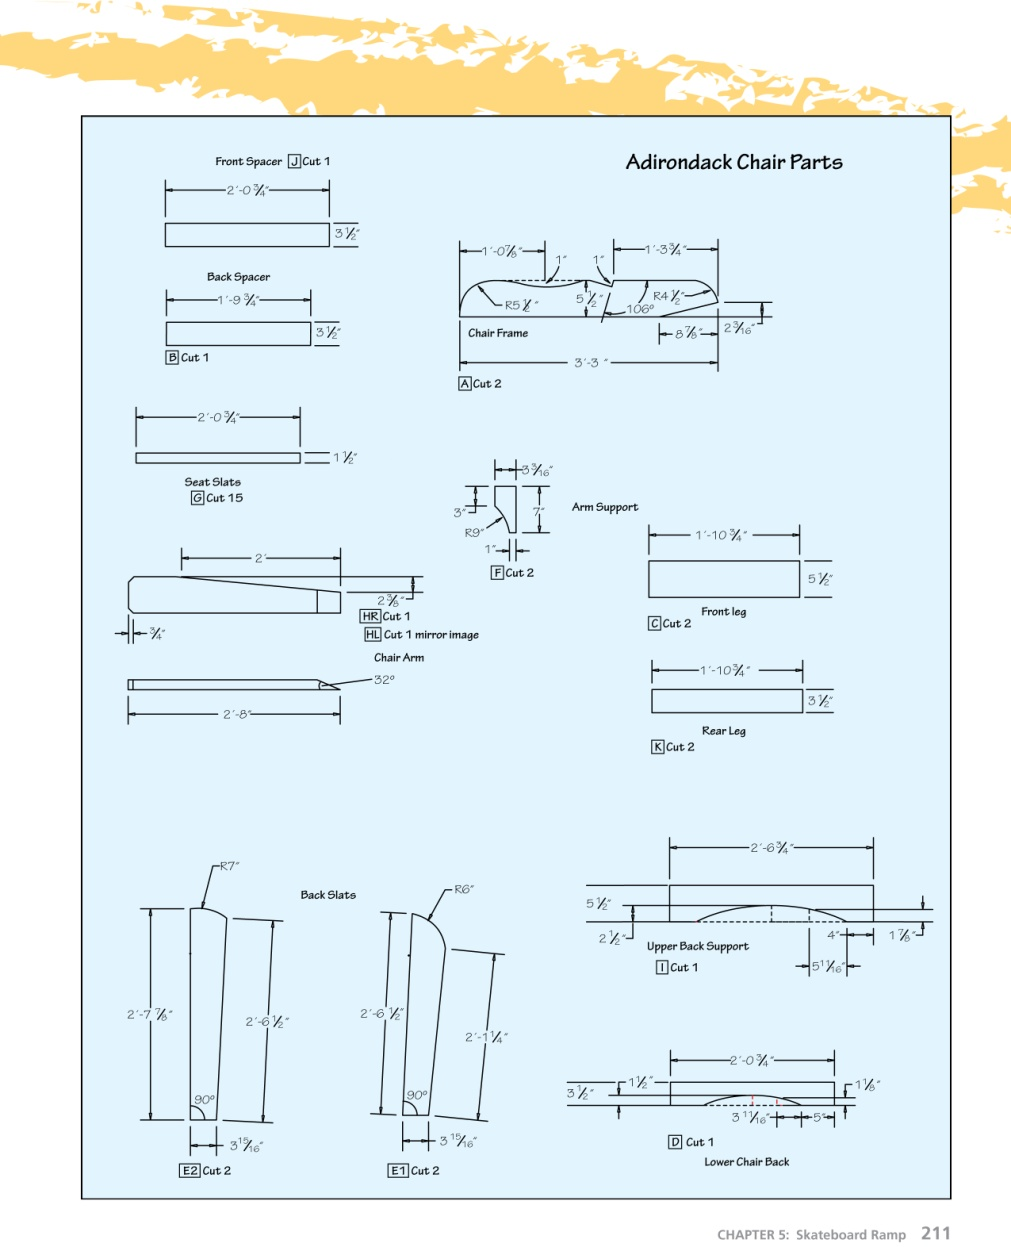 Adirondack Chair Parts
Front Spacer J Cut 1
2'-0 3/4"
3 1/2"
Back Spacer
1'-9 3/4"
3 1/2"
B Cut 1
1'-0 7/8"
1"
1"
1'-3 3/4"
R5 1/2"
5 1/2"
R4 1/2"
106°
Chair Frame
8 7/8"
2 3/16"
3'-3 "
A Cut 2
2'-0 3/4"
1 1/2"
Seat Slats
G Cut 15
3 3/16"
3"
7"
R9"
1"
Arm Support
F Cut 2
1'-10 3/4"
5 1/2"
Front leg
C Cut 2
2'
2 3/8"
3/4"
HR Cut 1
HL Cut 1 mirror image
Chair Arm
32°
2'-8"
1'-10 3/4"
3 1/2"
Rear Leg
K Cut 2
R7"
Back Slats
R6"
2'-7 7/8"
2'-6 1/2"
90°
3 15/16"
E2 Cut 2
2'-6 1/2"
2'-1 1/4"
90°
3 15/16"
E1 Cut 2
2'-6 3/4"
5 1/2"
2 1/2"
4"
1 7/8"
Upper Back Support
5 11/16"
I Cut 1
2'-0 3/4"
3 1/2"
1 1/2"
1 1/8"
3 11/16"
5"
D Cut 1
Lower Chair Back
CHAPTER 5: Skateboard Ramp 211